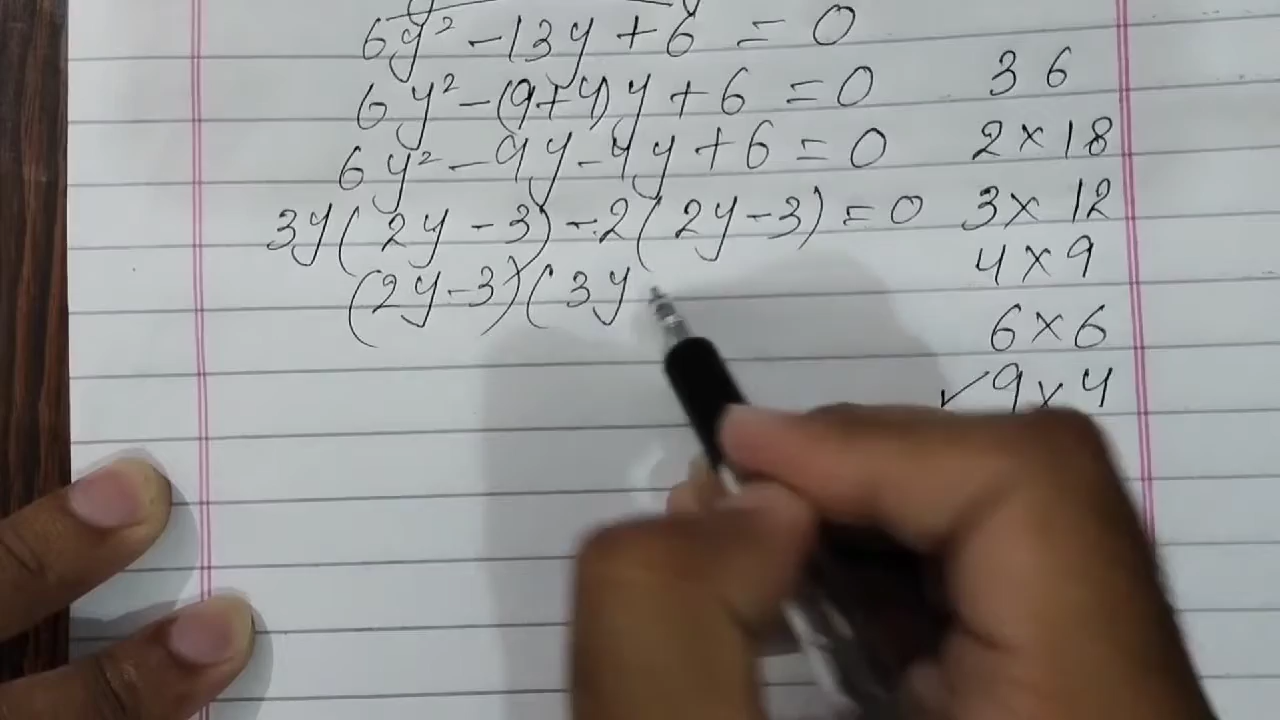 6y² - 13y + 6 = 0
6y² - (9+4)y + 6 = 0
6y² - 9y - 4y + 6 = 0
3y(2y - 3) - 2(2y - 3) = 0
(2y - 3)(3y
36
2 × 18
3 × 12
4 × 9
6 × 6
✓ 9 × 4